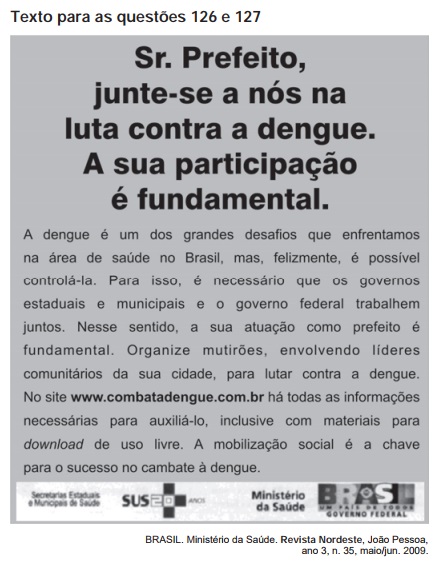 Texto para as questões 126 e 127
Sr. Prefeito,
junte-se a nós na
luta contra a dengue.
A sua participação
é fundamental.
A dengue é um dos grandes desafios que enfrentamos
na área de saúde no Brasil, mas, felizmente, é possível
controlá-la. Para isso, é necessário que os governos
estaduais e municipais e o governo federal trabalhem
juntos. Nesse sentido, a sua atuação como prefeito é
fundamental. Organize mutirões, envolvendo líderes
comunitários da sua cidade, para lutar contra a dengue.
No site www.combatadengue.com.br há todas as informações
necessárias para auxiliá-lo, inclusive com materiais para
download de uso livre. A mobilização social é a chave
para o sucesso no cambate à dengue.
Secretarias Estaduais
e Municipais de Saúde
SUS 20 ANOS
Ministério
da Saúde
BRASIL
UM PAÍS DE TODOS
GOVERNO FEDERAL
BRASIL. Ministério da Saúde. Revista Nordeste, João Pessoa,
ano 3, n. 35, maio/jun. 2009.